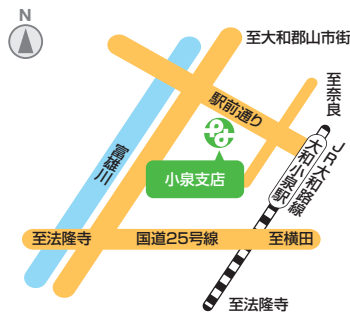 N
至大和郡山市街
至奈良
駅前通り
富雄川
小泉支店
JR大和路線
大和小泉駅
至法隆寺
国道25号線
至横田
至法隆寺